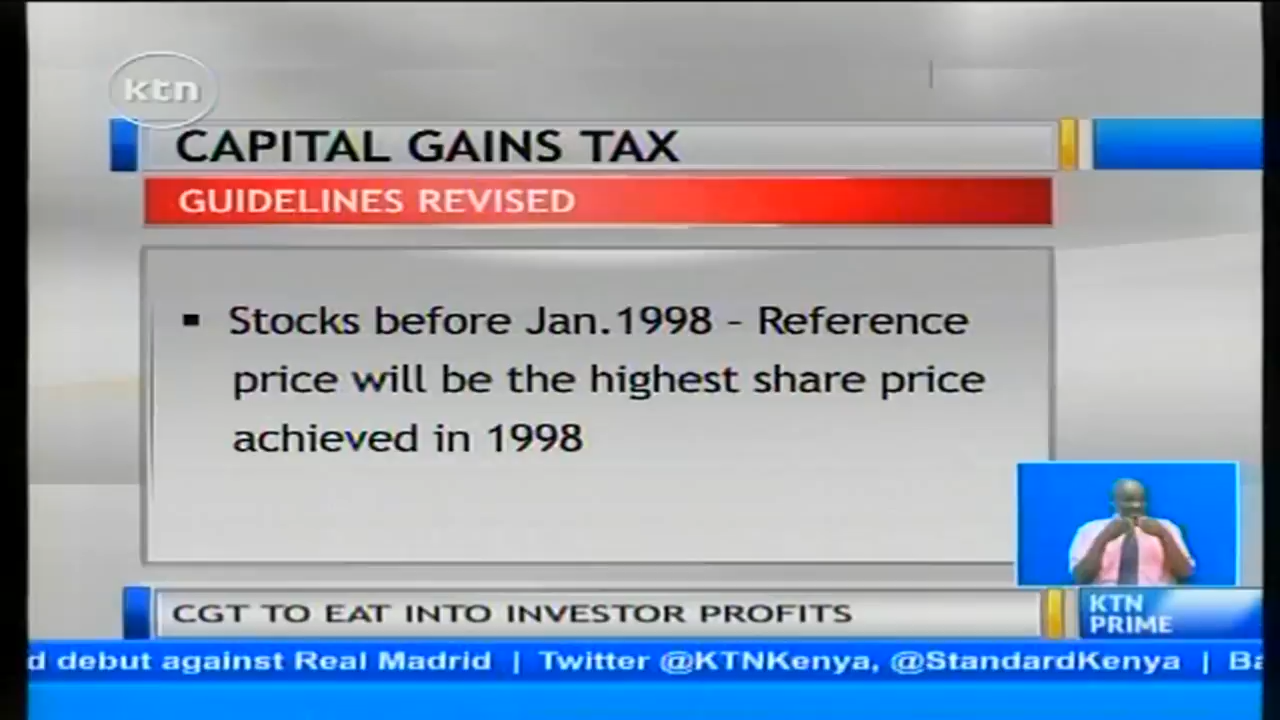 ktn
CAPITAL GAINS TAX
GUIDELINES REVISED
▪ Stocks before Jan.1998 – Reference
price will be the highest share price
achieved in 1998
CGT TO EAT INTO INVESTOR PROFITS
KTN
PRIME
d debut against Real Madrid | Twitter @KTNKenya, @StandardKenya | Ba